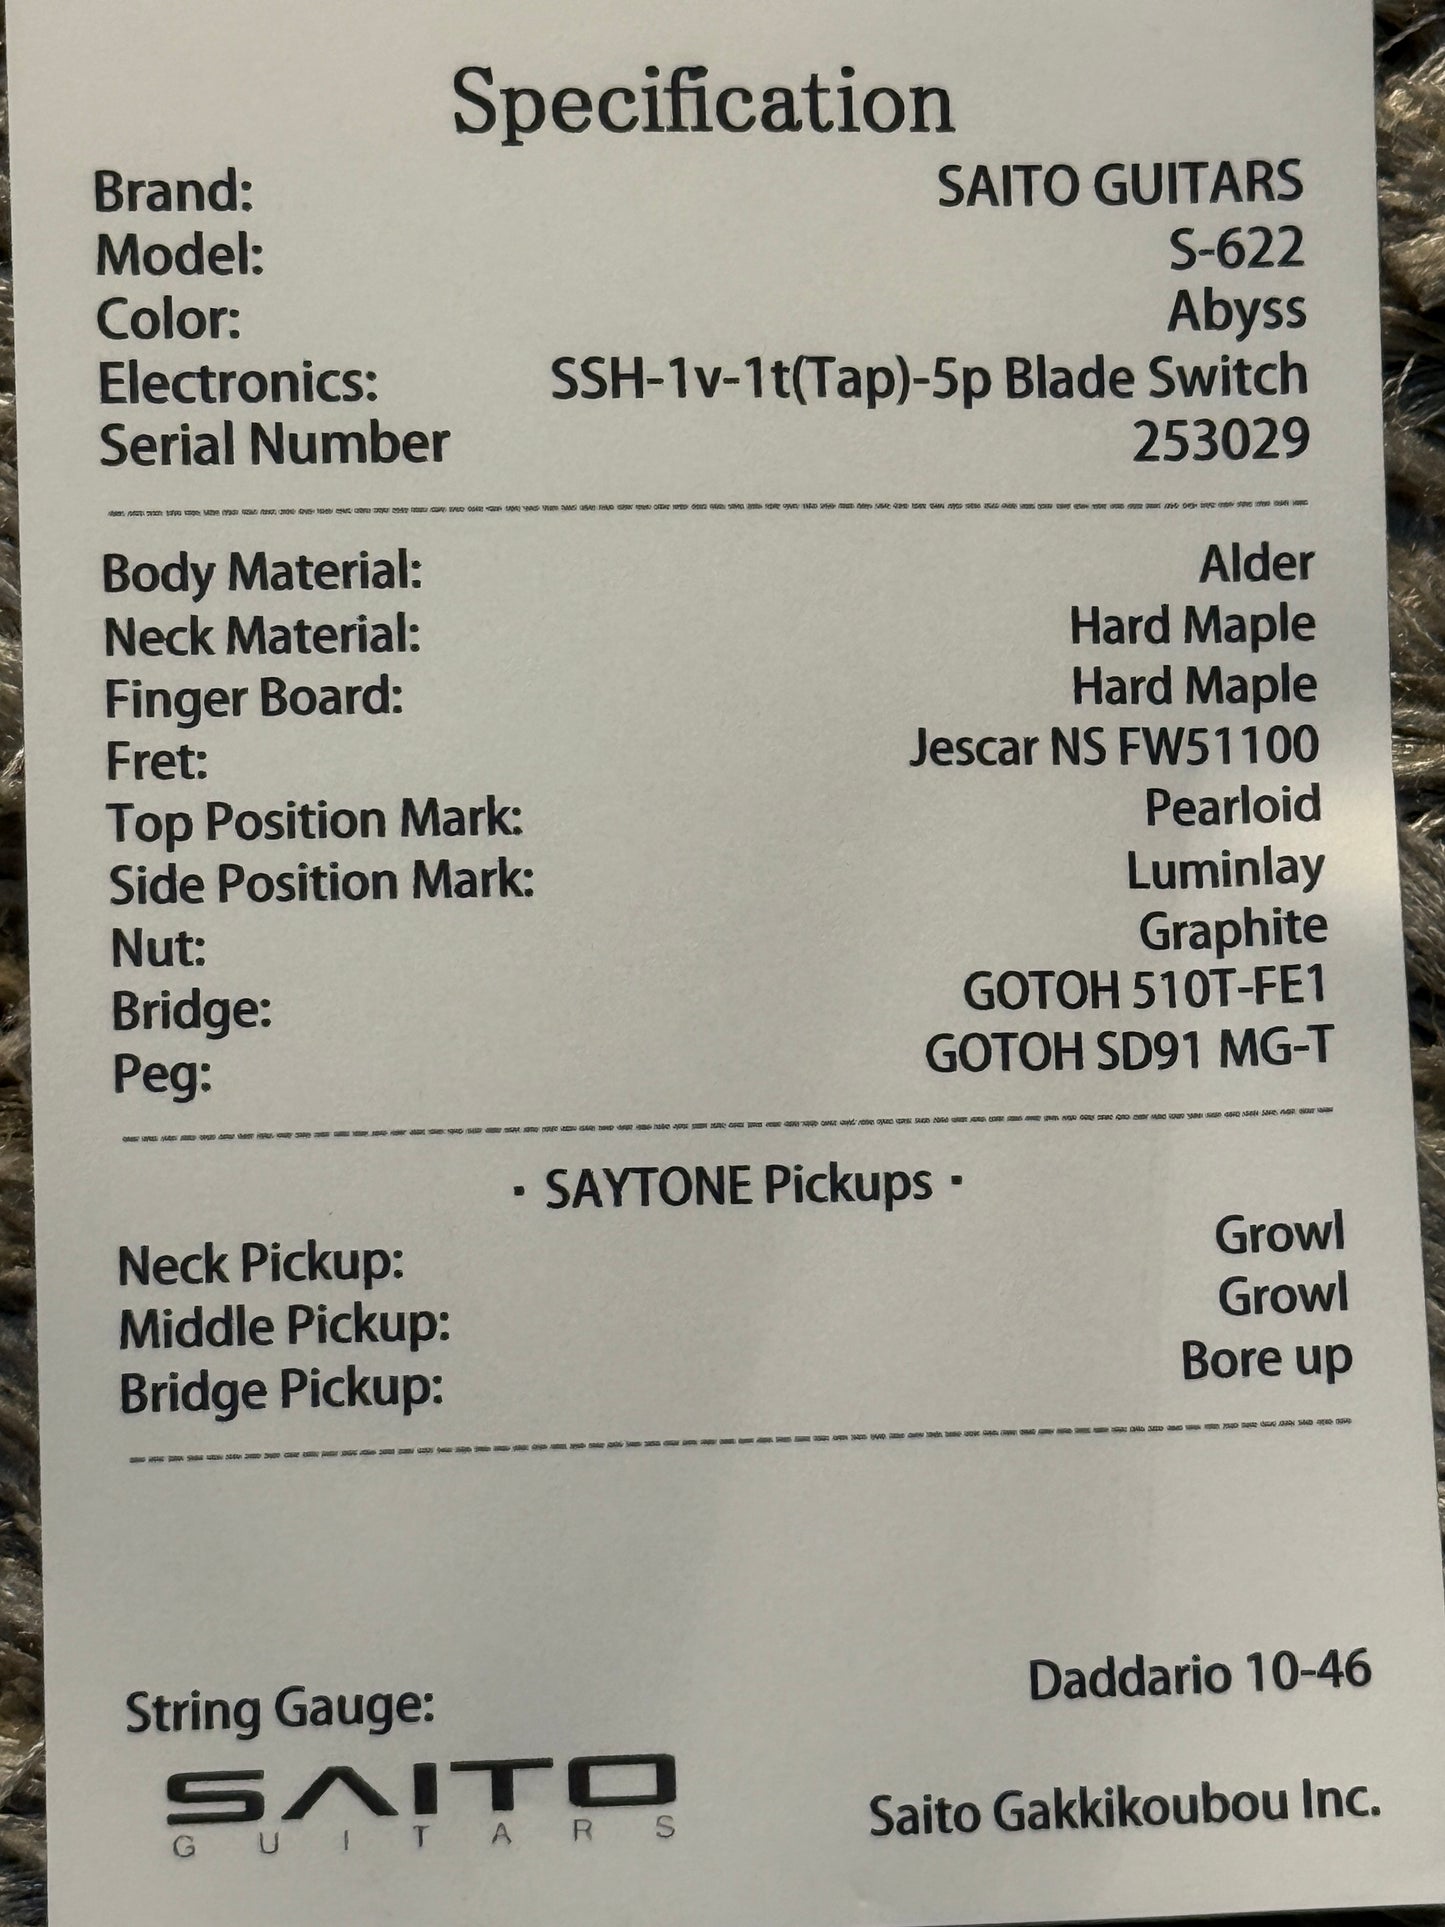 Specification
Brand: SAITO GUITARS
Model: S-622
Color: Abyss
Electronics: SSH-1v-1t(Tap)-5p Blade Switch
Serial Number 253029
Body Material: Alder
Neck Material: Hard Maple
Finger Board: Hard Maple
Fret: Jescar NS FW51100
Top Position Mark: Pearloid
Side Position Mark: Luminlay
Nut: Graphite
Bridge: GOTOH 510T-FE1
Peg: GOTOH SD91 MG-T
· SAYTONE Pickups ·
Neck Pickup: Growl
Middle Pickup: Growl
Bridge Pickup: Bore up
String Gauge: Daddario 10-46
SAITO
GUITARS
Saito Gakkikoubou Inc.